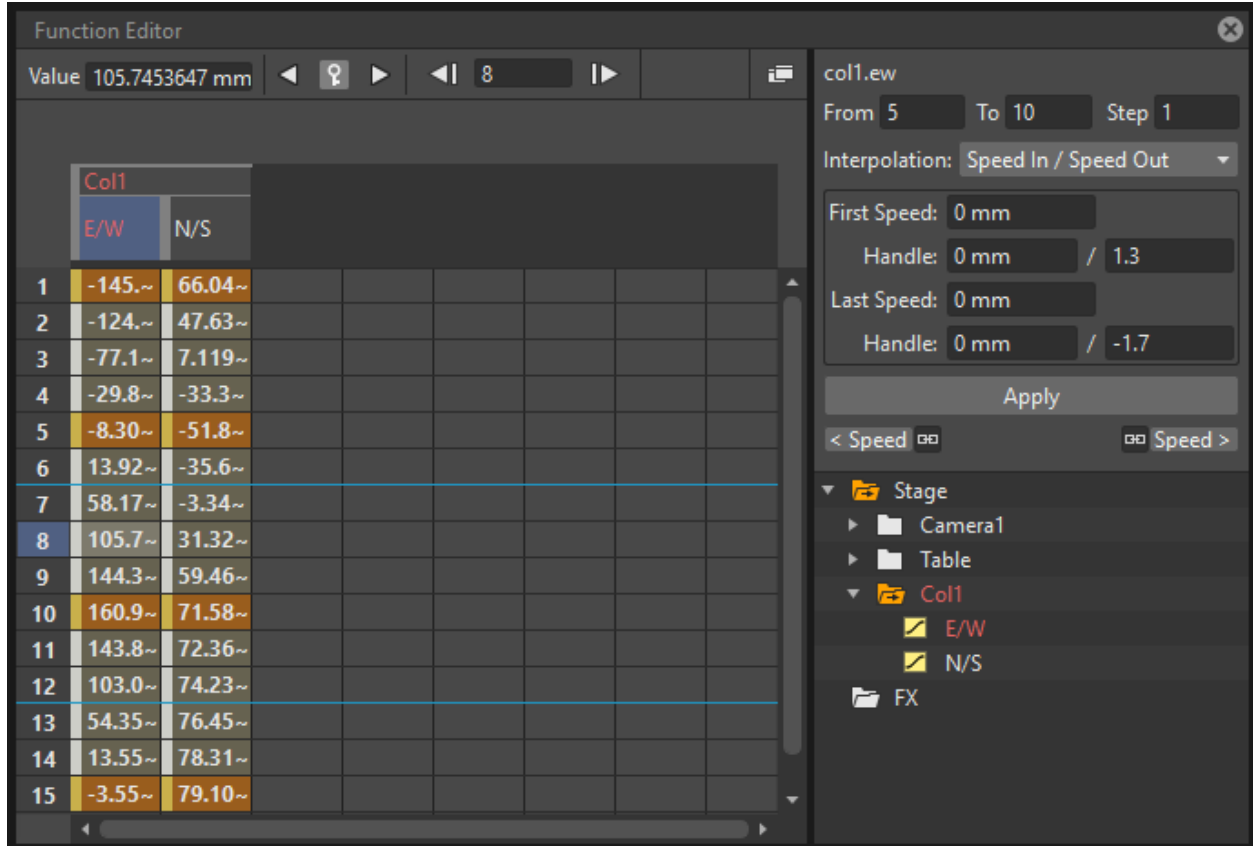 Function Editor
Value 105.7453647 mm 8
col1.ew
From 5 To 10 Step 1
Interpolation: Speed In / Speed Out
First Speed: 0 mm
Handle: 0 mm / 1.3
Last Speed: 0 mm
Handle: 0 mm / -1.7
Apply
< Speed Speed >
Col1
E/W N/S
1 -145.~ 66.04~
2 -124.~ 47.63~
3 -77.1~ 7.119~
4 -29.8~ -33.3~
5 -8.30~ -51.8~
6 13.92~ -35.6~
7 58.17~ -3.34~
8 105.7~ 31.32~
9 144.3~ 59.46~
10 160.9~ 71.58~
11 143.8~ 72.36~
12 103.0~ 74.23~
13 54.35~ 76.45~
14 13.55~ 78.31~
15 -3.55~ 79.10~
Stage
Camera1
Table
Col1
E/W
N/S
FX